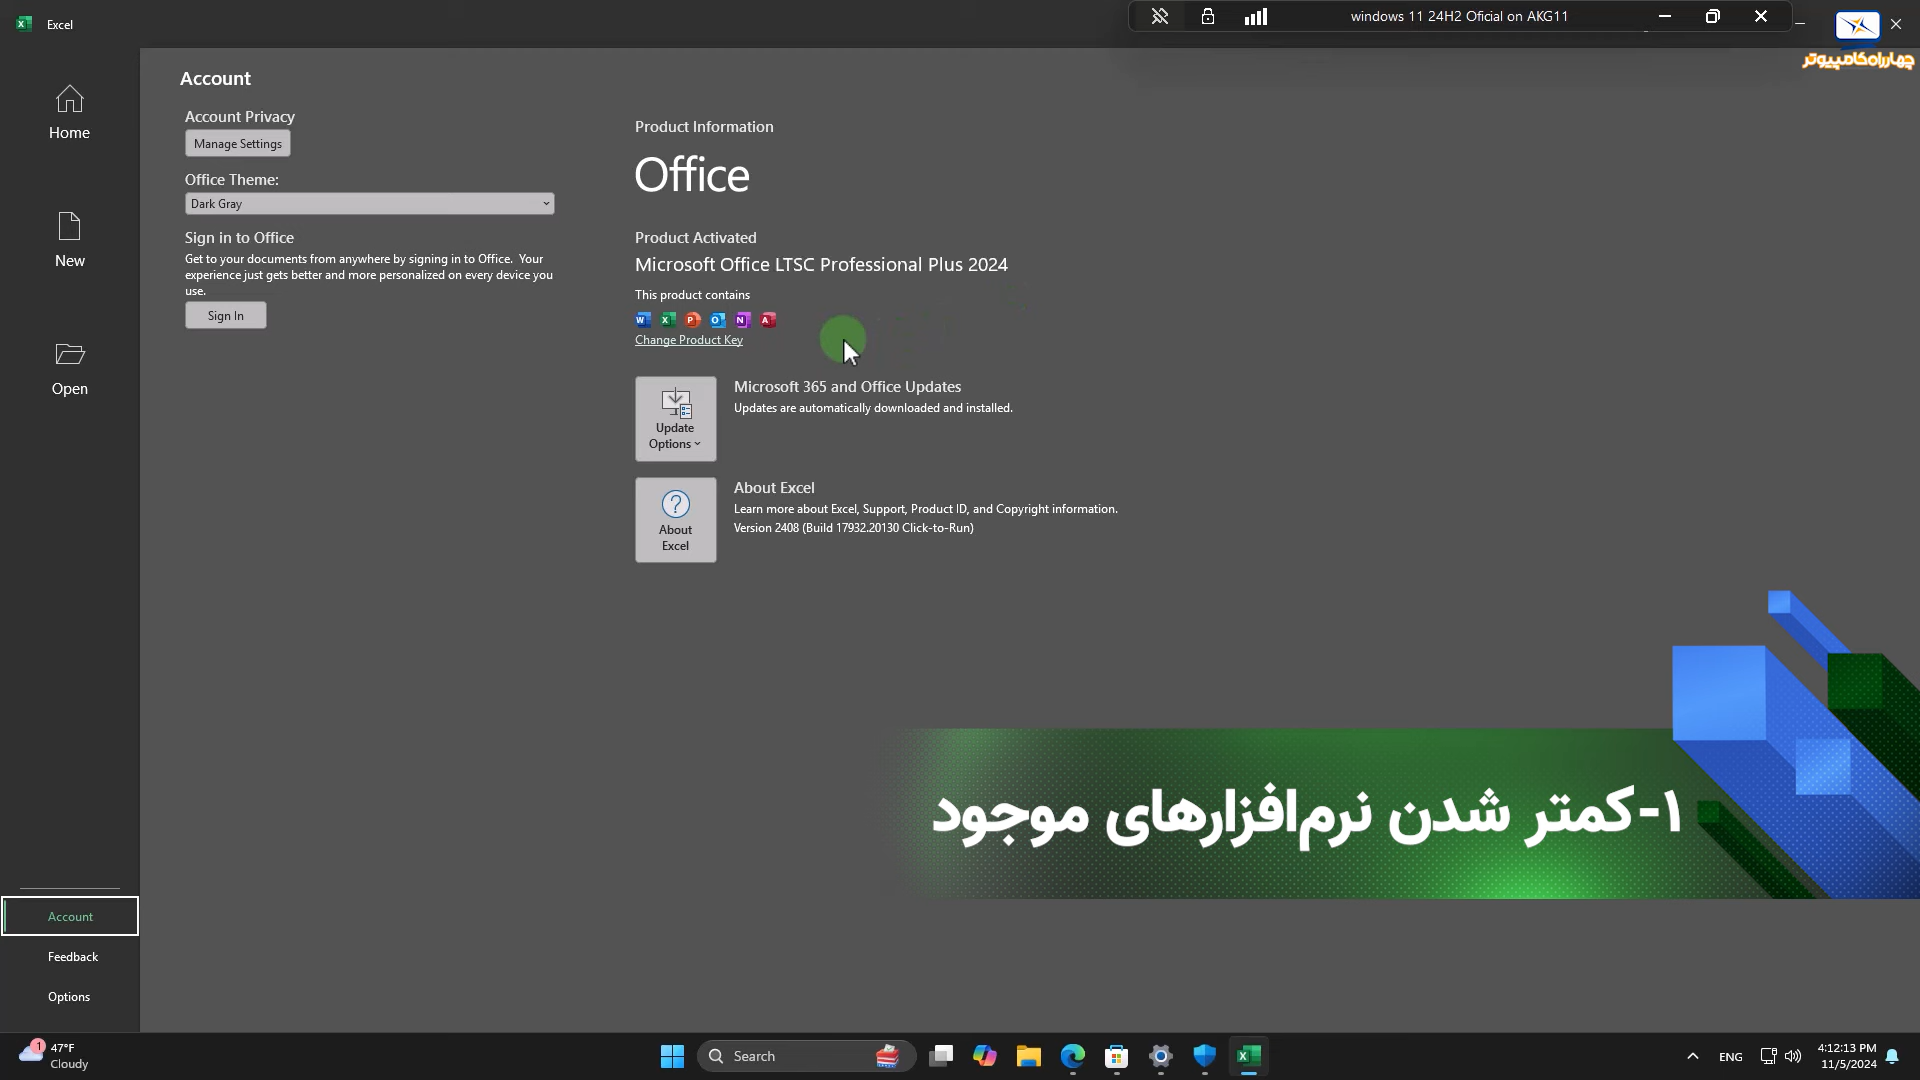 Excel
windows 11 24H2 Oficial on AKG11
چهارراه کامپیوتر
Home
New
Open
Account
Feedback
Options
Account
Account Privacy
Manage Settings
Office Theme:
Dark Gray
Sign in to Office
Get to your documents from anywhere by signing in to Office. Your
experience just gets better and more personalized on every device you
use.
Sign In
Product Information
Office
Product Activated
Microsoft Office LTSC Professional Plus 2024
This product contains
W X P O N A
Change Product Key
Update
Options
Microsoft 365 and Office Updates
Updates are automatically downloaded and installed.
About
Excel
About Excel
Learn more about Excel, Support, Product ID, and Copyright information.
Version 2408 (Build 17932.20130 Click-to-Run)
۱-کمتر شدن نرم‌افزارهای موجود
1
47°F
Cloudy
Search
ENG
4:12:13 PM
11/5/2024